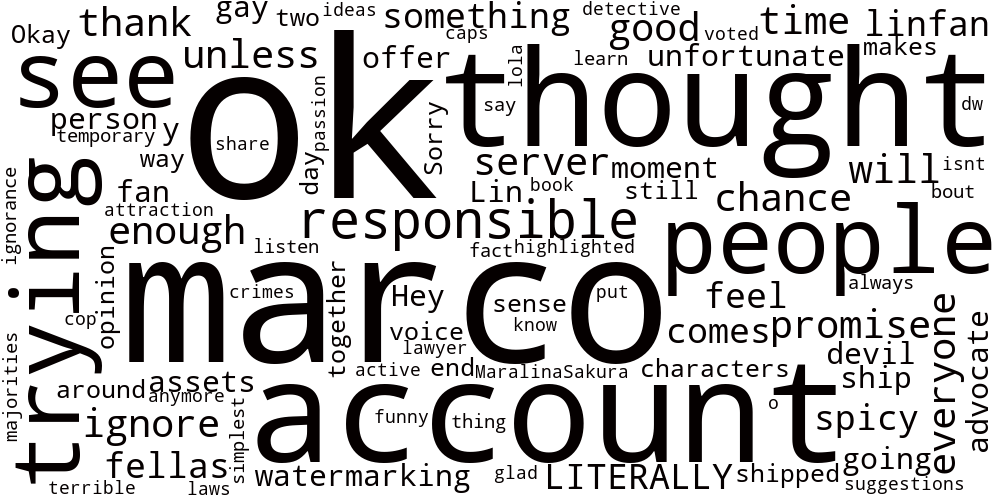 gay
two
ideas
something
detective
Okay
thank
caps
good
voted
time
linfan
see
unless
offer
lola
learn
unfortunate
makes
ok
thought
person
temporary
y
passion
say
dw
share
Sorry
way
day
server
moment
will
isnt
ignorance
fan
Lin
book
still
chance
bout
attraction
trying
enough
responsible
people
listen
fact
highlighted
opinion
marco
crimes
together
Hey
sense
put
feel
always
cop
voice
know
comes
promise
everyone
lawyer
majorities
active
end
MaralinaSakura
characters
devil
advocate
around
assets
anymore
account
ship
o
ignore
simplest
funny
thing
spicy
fellas
watermarking
glad
LITERALLY
shipped
going
terrible
laws
suggestions